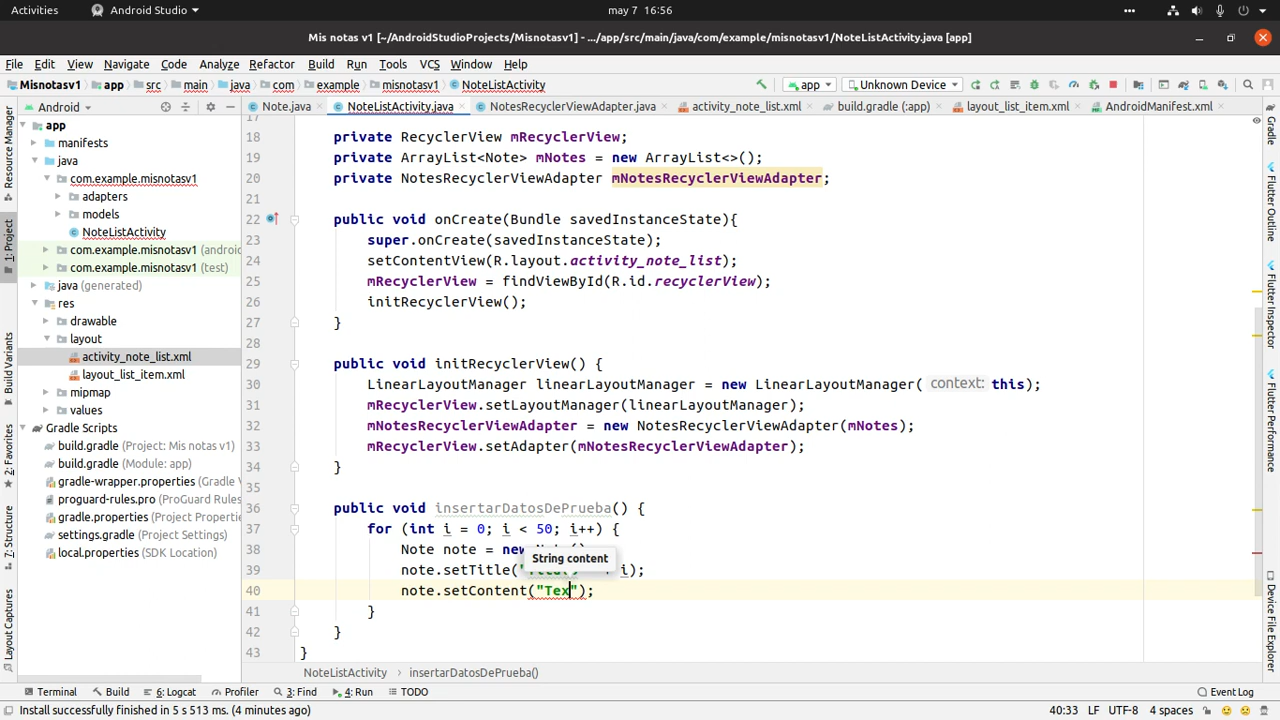 Activities
Android Studio
may 7 16:56
Mis notas v1 [~/AndroidStudioProjects/Misnotasv1] - .../app/src/main/java/com/example/misnotasv1/NoteListActivity.java [app]
File Edit View Navigate Code Analyze Refactor Build Run Tools VCS Window Help
Misnotasv1 app src main java com example misnotasv1 NoteListActivity
app
Unknown Device
Android
Note.java
NoteListActivity.java
NotesRecyclerViewAdapter.java
activity_note_list.xml
build.gradle (:app)
layout_list_item.xml
AndroidManifest.xml
Resource Manager
1: Project
Build Variants
2: Favorites
7: Structure
Layout Captures
app
manifests
java
com.example.misnotasv1
adapters
models
NoteListActivity
com.example.misnotasv1 (andro
com.example.misnotasv1 (test)
java (generated)
res
drawable
layout
activity_note_list.xml
layout_list_item.xml
mipmap
values
Gradle Scripts
build.gradle (Project: Mis notas v1)
build.gradle (Module: app)
gradle-wrapper.properties (Gradle V
proguard-rules.pro (ProGuard Rules
gradle.properties (Project Properti
settings.gradle (Project Settings)
local.properties (SDK Location)
17
18 private RecyclerView mRecyclerView;
19 private ArrayList<Note> mNotes = new ArrayList<>();
20 private NotesRecyclerViewAdapter mNotesRecyclerViewAdapter;
21
22 public void onCreate(Bundle savedInstanceState){
23 super.onCreate(savedInstanceState);
24 setContentView(R.layout.activity_note_list);
25 mRecyclerView = findViewById(R.id.recyclerView);
26 initRecyclerView();
27 }
28
29 public void initRecyclerView() {
30 LinearLayoutManager linearLayoutManager = new LinearLayoutManager( context: this);
31 mRecyclerView.setLayoutManager(linearLayoutManager);
32 mNotesRecyclerViewAdapter = new NotesRecyclerViewAdapter(mNotes);
33 mRecyclerView.setAdapter(mNotesRecyclerViewAdapter);
34 }
35
36 public void insertarDatosDePrueba() {
37 for (int i = 0; i < 50; i++) {
38 Note note = new
String content
39 note.setTitle( i);
40 note.setContent("Tex");
41 }
42 }
43 }
NoteListActivity insertarDatosDePrueba()
Gradle
Flutter Outline
Flutter Inspector
Flutter Performance
Device File Explorer
Terminal Build 6: Logcat Profiler 3: Find 4: Run TODO
Event Log
Install successfully finished in 5 s 513 ms. (4 minutes ago)
40:33 LF UTF-8 4 spaces